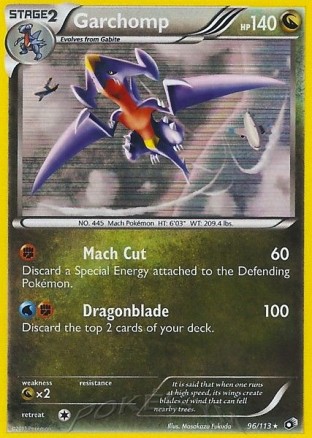 STAGE2
Garchomp
HP140
Evolves from Gabite
NO. 445 Mach Pokémon HT: 6'03" WT: 209.4 lbs.
Mach Cut 60
Discard a Special Energy attached to the Defending
Pokémon.
Dragonblade 100
Discard the top 2 cards of your deck.
weakness
resistance
×2
It is said that when one runs
at high speed, its wings create
blades of wind that can fell
nearby trees.
retreat
Illus. Masakazu Fukuda
96/113★